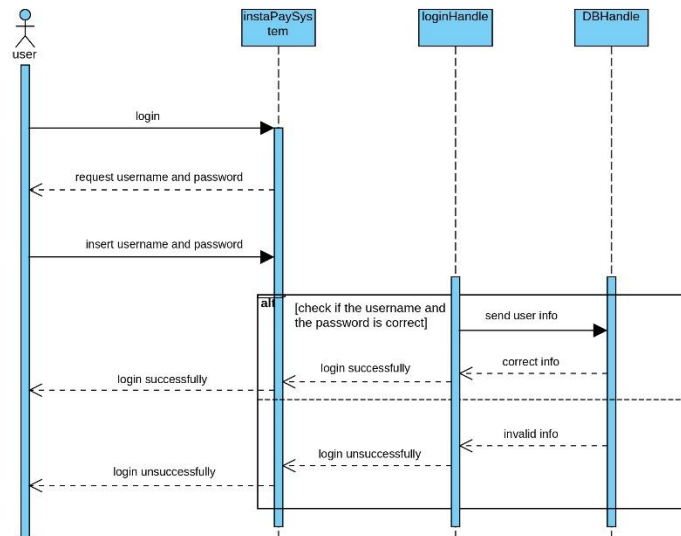 instaPaySys
tem
loginHandle
DBHandle
user
login
request username and password
insert username and password
alt
[check if the username and
the password is correct]
send user info
correct info
login successfully
login successfully
invalid info
login unsuccessfully
login unsuccessfully